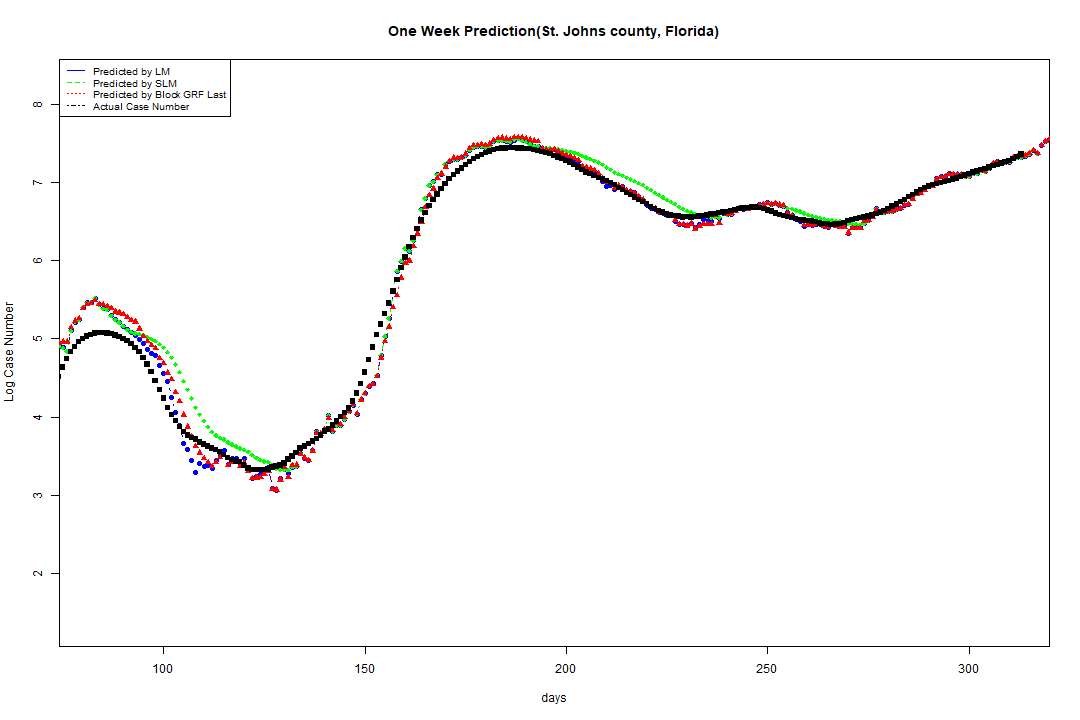 One Week Prediction(St. Johns county, Florida)
Predicted by LM
Predicted by SLM
Predicted by Block GRF Last
Actual Case Number
8
7
6
5
4
3
2
Log Case Number
100 150 200 250 300
days